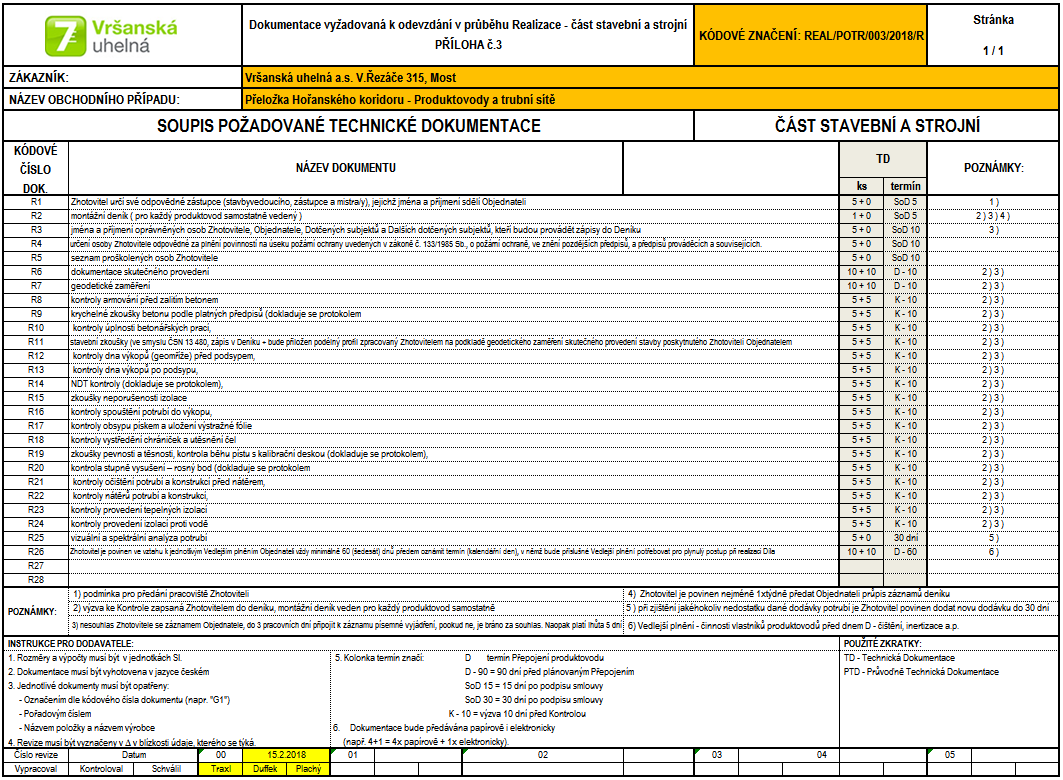 Vršanská
uhelná
Dokumentace vyžadovaná k odevzdání v průběhu Realizace - část stavební a strojní
PŘÍLOHA č.3
KÓDOVÉ ZNAČENÍ: REAL/POTR/003/2018/R
Stránka
1 / 1
ZÁKAZNÍK: Vršanská uhelná a.s. V.Řezáče 315, Most
NÁZEV OBCHODNÍHO PŘÍPADU: Přeložka Hořanského koridoru - Produktovody a trubní sítě
SOUPIS POŽADOVANÉ TECHNICKÉ DOKUMENTACE ČÁST STAVEBNÍ A STROJNÍ
KÓDOVÉ
ČÍSLO
DOK.
NÁZEV DOKUMENTU
TD
ks termín
POZNÁMKY:
R1 Zhotovitel určí své odpovědné zástupce (stavbyvedoucího, zástupce a mistra/y), jejichž jména a příjmení sdělí Objednateli 5 + 0 SoD 5 1 )
R2 montážní deník ( pro každý produktovod samostatně vedený ) 1 + 0 SoD 5 2 ) 3 ) 4 )
R3 jména a příjmení oprávněných osob Zhotovitele, Objednatele, Dotčených subjektů a Dalších dotčených subjektů, kteří budou provádět zápisy do Deníku 5 + 0 SoD 10 3 )
R4 určení osoby Zhotovitele odpovědné za plnění povinností na úseku požární ochrany uvedených v zákoně č. 133/1985 Sb., o požární ochraně, ve znění pozdějších předpisů, a předpisů prováděcích a souvisejících. 5 + 0 SoD 10
R5 seznam proškolených osob Zhotovitele 5 + 0 SoD 10
R6 dokumentace skutečného provedení 10 + 10 D - 10 2 ) 3 )
R7 geodetické zaměření 10 + 10 D - 10 2 ) 3 )
R8 kontroly armování před zalitím betonem 5 + 5 K - 10 2 ) 3 )
R9 krychelné zkoušky betonu podle platných předpisů (dokladuje se protokolem 5 + 5 K - 10 2 ) 3 )
R10 kontroly úplnosti betonářských prací, 5 + 5 K - 10 2 ) 3 )
R11 stavební zkoušky (ve smyslu ČSN 13 480, zápis v Deníku + bude přiložen podélný profil zpracovaný Zhotovitelem na podkladě geodetického zaměření skutečného provedení stavby poskytnutého Zhotoviteli Objednatelem 5 + 5 K - 10 2 ) 3 )
R12 kontroly dna výkopů (geomříže) před podsypem, 5 + 5 K - 10 2 ) 3 )
R13 kontroly dna výkopů po podsypu, 5 + 5 K - 10 2 ) 3 )
R14 NDT kontroly (dokladuje se protokolem), 5 + 5 K - 10 2 ) 3 )
R15 zkoušky neporušenosti izolace 5 + 5 K - 10 2 ) 3 )
R16 kontroly spouštění potrubí do výkopu, 5 + 5 K - 10 2 ) 3 )
R17 kontroly obsypu pískem a uložení výstražné fólie 5 + 5 K - 10 2 ) 3 )
R18 kontroly vystředění chrániček a utěsnění čel 5 + 5 K - 10 2 ) 3 )
R19 zkoušky pevnosti a těsnosti, kontrola běhu pístu s kalibrační deskou (dokladuje se protokolem), 5 + 5 K - 10 2 ) 3 )
R20 kontrola stupně vysušení – rosný bod (dokladuje se protokolem 5 + 5 K - 10 2 ) 3 )
R21 kontroly očištění potrubí a konstrukcí před nátěrem, 5 + 5 K - 10 2 ) 3 )
R22 kontroly nátěrů potrubí a konstrukcí, 5 + 5 K - 10 2 ) 3 )
R23 kontroly provedení tepelných izolací 5 + 5 K - 10 2 ) 3 )
R24 kontroly provedení izolací proti vodě 5 + 5 K - 10 2 ) 3 )
R25 vizuální a spektrální analýza potrubí 5 + 0 30 dní 5 )
R26 Zhotovitel je povinen ve vztahu k jednotlivým Vedlejším plněním Objednateli vždy minimálně 60 (šedesát) dnů předem oznámit termín (kalendářní den), v němž bude příslušné Vedlejší plnění potřebovat pro plynulý postup při realizaci Díla 10 + 10 D - 60 6 )
R27
R28
POZNÁMKY:
1) podmínka pro předání pracoviště Zhotoviteli
2) výzva ke Kontrole zapsaná Zhotovitelem do deníku, montážní deník veden pro každý produktovod samostatně
3) nesouhlas Zhotovitele se záznamem Objednatele, do 3 pracovních dní připojit k záznamu písemné vyjádření, pookud ne, je bráno za souhlas. Naopak platí lhůta 5 dní
4) Zhotovitel je povinen nejméně 1xtýdně předat Objednateli průpis záznamů deníku
5 ) při zjištění jakéhokoliv nedostatku dané dodávky potrubí je Zhotovitel povinen dodat novu dodávku do 30 dní
6) Vedlejší plnění - činnosti vlastníků produktovodů před dnem D - čištění, inertizace a.p.
INSTRUKCE PRO DODAVATELE:
1. Rozměry a výpočty musí být v jednotkách SI.
2. Dokumentace musí být vyhotovena v jazyce českém
3. Jednotlivé dokumenty musí být opatřeny:
- Označením dle kódového čísla dokumentu (např. "G1")
- Pořadovým číslem
- Názvem položky a názvem výrobce
4. Revize musí být vyznačeny v Δ v blízkosti údaje, kterého se týká.
5. Kolonka termín značí: D termín Přepojení produktovodu
D - 90 = 90 dní před plánovaným Přepojením
SoD 15 = 15 dní po podpisu smlouvy
SoD 30 = 30 dní po podpisu smlouvy
K - 10 = výzva 10 dní před Kontrolou
6. Dokumentace bude předávána papírově i elektronicky
(např. 4+1 = 4x papírově + 1x elektronicky).
POUŽITÉ ZKRATKY:
TD - Technická Dokumentace
PTD - Průvodně Technická Dokumentace
Číslo revize Datum 00 15.2.2018 01 02 03 04 05
Vypracoval Kontroloval Schválil Traxl Duffek Plachý